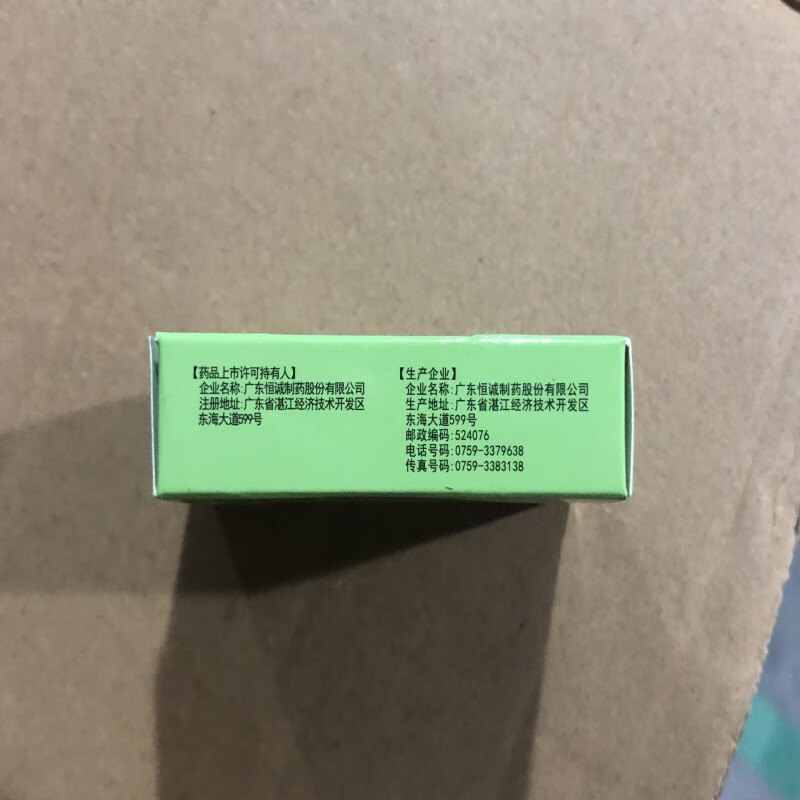 【药品上市许可持有人】
企业名称:广东恒诚制药股份有限公司
注册地址:广东省湛江经济技术开发区
东海大道599号
【生产企业】
企业名称:广东恒诚制药股份有限公司
生产地址:广东省湛江经济技术开发区
东海大道599号
邮政编码:524076
电话号码:0759-3379638
传真号码:0759-3383138